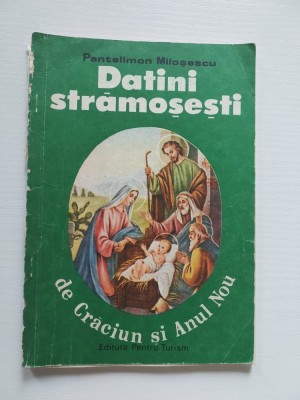 Pantelimon Miloșescu
Datini
strămoșești
de Crăciun și Anul Nou
Editura Pentru Turism